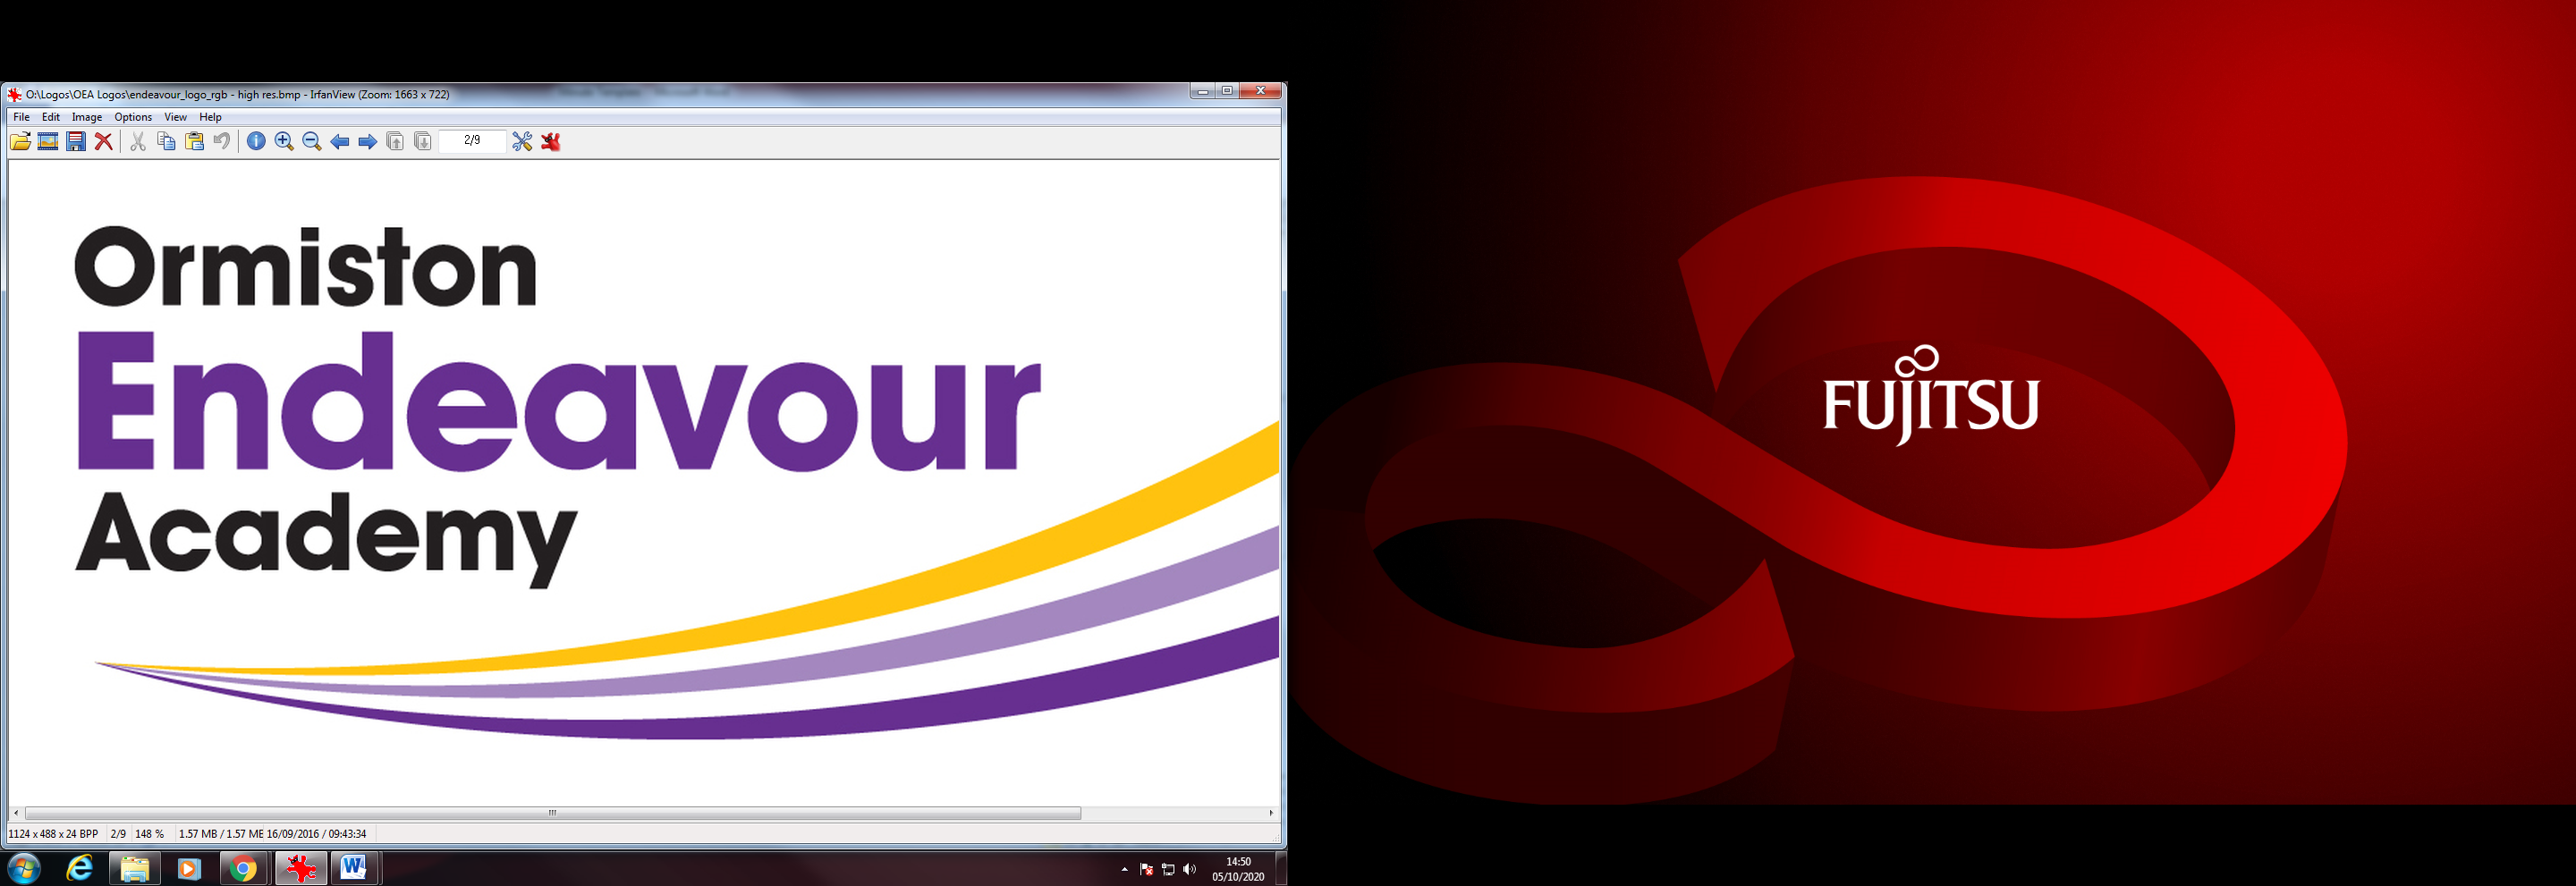 O:\Logos\OEA Logos\endeavour_logo_rgb - high res.bmp - IrfanView (Zoom: 1663 x 722)
File Edit Image Options View Help
2/9
Ormiston
Endeavour
Academy
1124 x 488 x 24 BPP 2/9 148 % 1.57 MB / 1.57 ME 16/09/2016 / 09:43:34
14:50
05/10/2020
FUJITSU